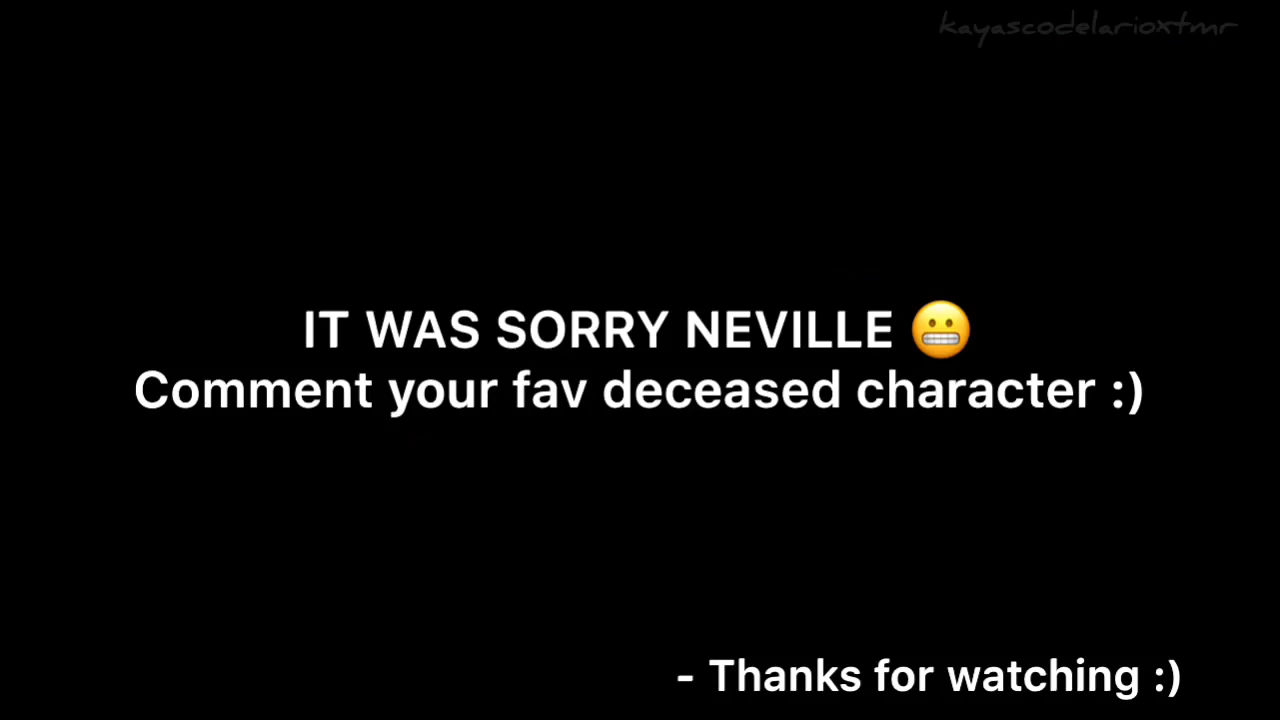 kayascodelarioxtmr
IT WAS SORRY NEVILLE 😬
Comment your fav deceased character :)
- Thanks for watching :)